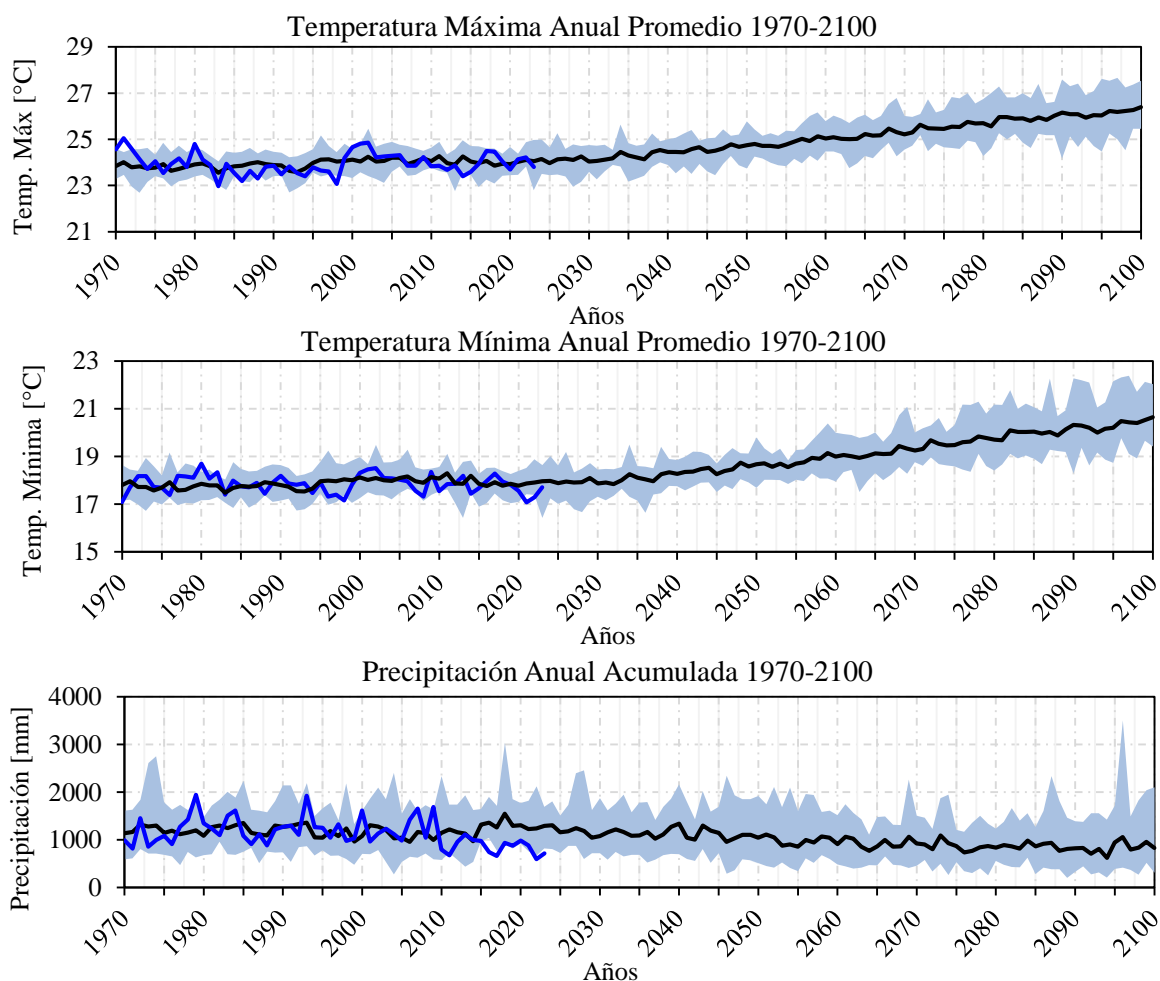 Temperatura Máxima Anual Promedio 1970-2100
Temp. Máx [°C]
29
27
25
23
21
1970 1980 1990 2000 2010 2020 2030 2040 2050 2060 2070 2080 2090 2100
Años
Temperatura Mínima Anual Promedio 1970-2100
Temp. Mínima [°C]
23
21
19
17
15
1970 1980 1990 2000 2010 2020 2030 2040 2050 2060 2070 2080 2090 2100
Años
Precipitación Anual Acumulada 1970-2100
Precipitación [mm]
4000
3000
2000
1000
0
1970 1980 1990 2000 2010 2020 2030 2040 2050 2060 2070 2080 2090 2100
Años